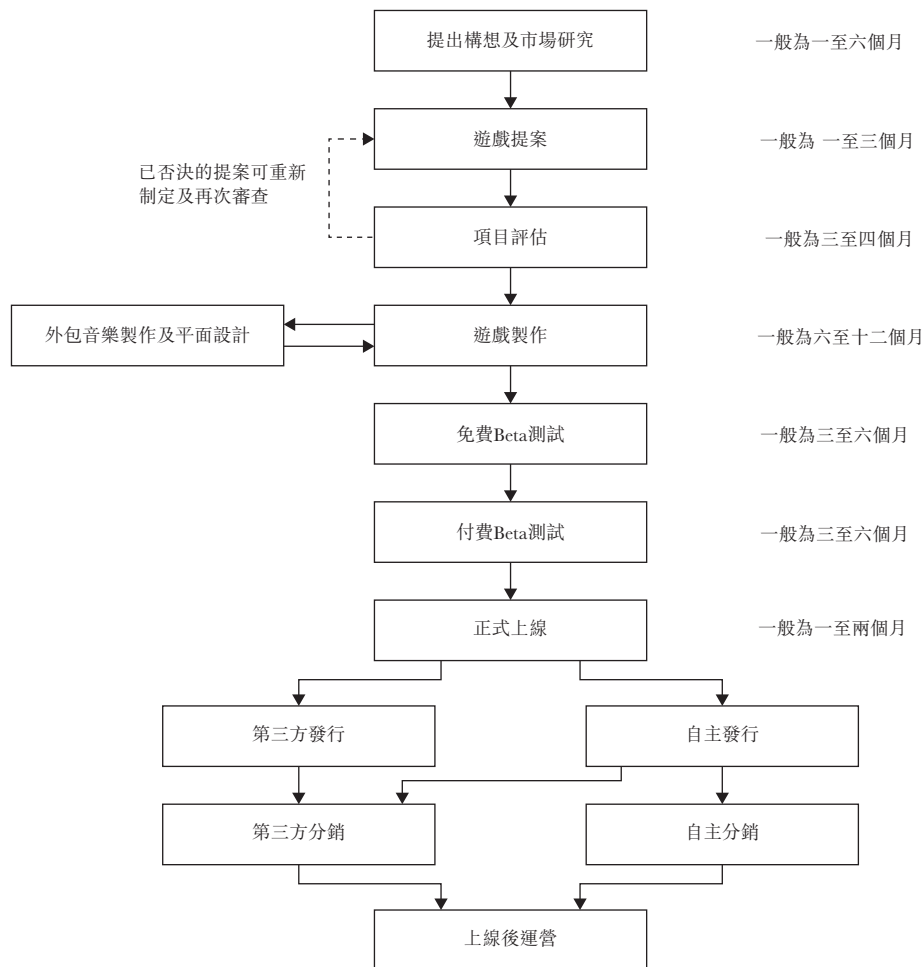 提出構想及市場研究
一般為一至六個月
遊戲提案
一般為 一至三個月
已否決的提案可重新
制定及再次審查
項目評估
一般為三至四個月
外包音樂製作及平面設計
遊戲製作
一般為六至十二個月
免費Beta測試
一般為三至六個月
付費Beta測試
一般為三至六個月
正式上線
一般為一至兩個月
第三方發行
自主發行
第三方分銷
自主分銷
上線後運營